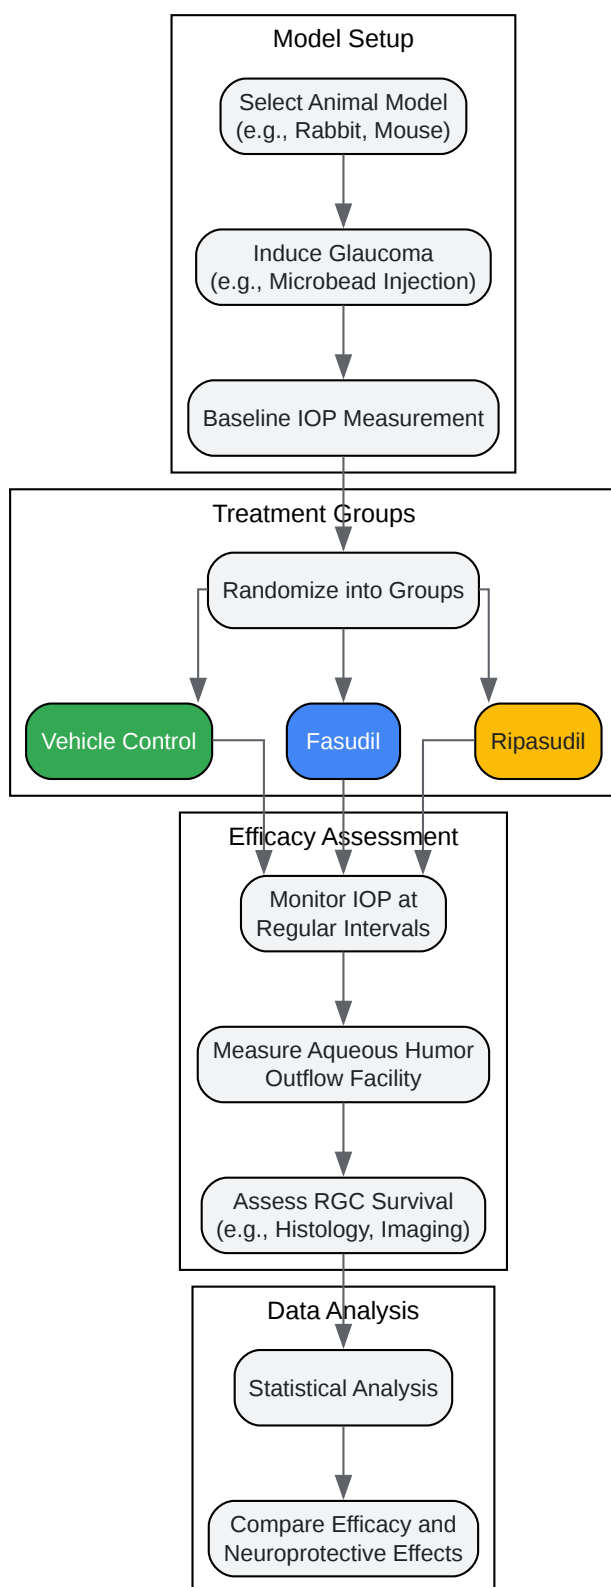 Model Setup
Select Animal Model
(e.g., Rabbit, Mouse)
Induce Glaucoma
(e.g., Microbead Injection)
Baseline IOP Measurement
Treatment Groups
Randomize into Groups
Vehicle Control
Fasudil
Ripasudil
Efficacy Assessment
Monitor IOP at
Regular Intervals
Measure Aqueous Humor
Outflow Facility
Assess RGC Survival
(e.g., Histology, Imaging)
Data Analysis
Statistical Analysis
Compare Efficacy and
Neuroprotective Effects